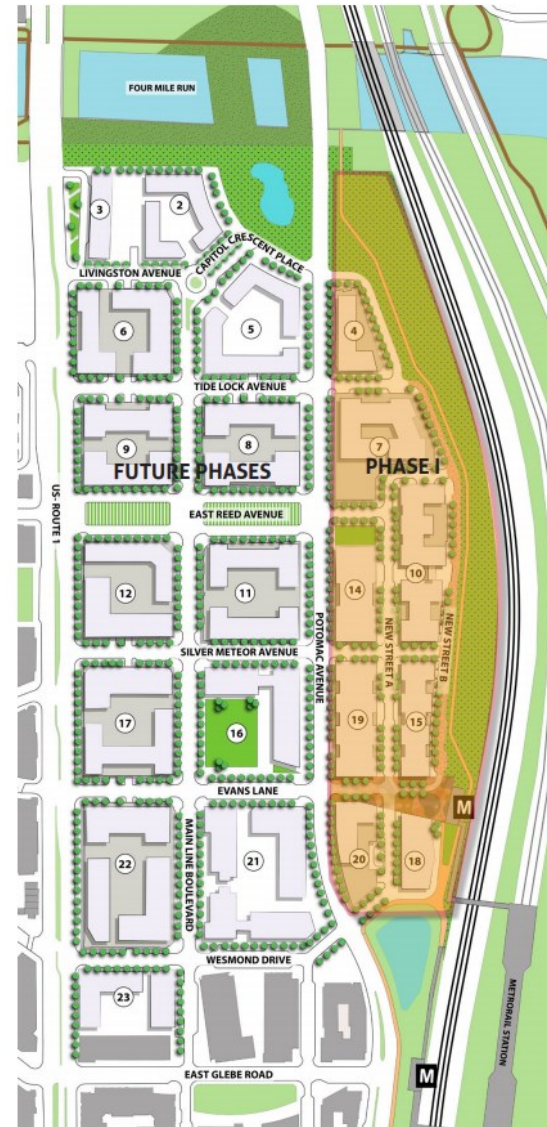 FOUR MILE RUN
3
2
CAPITOL CRESCENT PLACE
LIVINGSTON AVENUE
6
5
4
TIDE LOCK AVENUE
9
8
7
FUTURE PHASES
PHASE I
US- ROUTE 1
EAST REED AVENUE
12
11
14
10
POTOMAC AVENUE
NEW STREET A
NEW STREET B
SILVER METEOR AVENUE
17
16
19
15
EVANS LANE
M
22
MAIN LINE BOULEVARD
21
20
18
WESMOND DRIVE
23
METRORAIL STATION
EAST GLEBE ROAD
M